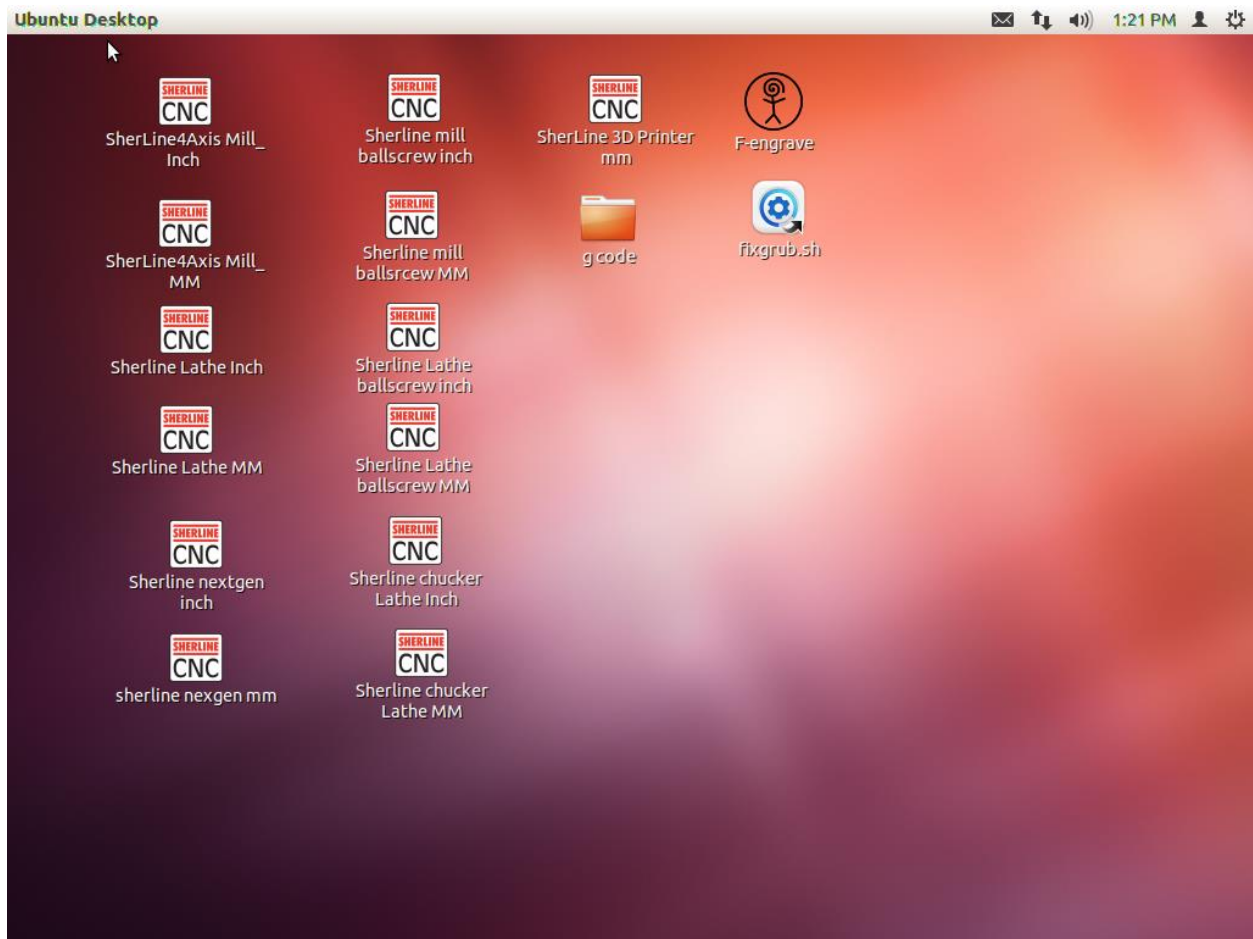 Ubuntu Desktop
1:21 PM
SHERLINE
CNC
SherLine4Axis Mill_
Inch
SHERLINE
CNC
SherLine4Axis Mill_
MM
SHERLINE
CNC
Sherline Lathe Inch
SHERLINE
CNC
Sherline Lathe MM
SHERLINE
CNC
Sherline nextgen
inch
SHERLINE
CNC
sherline nexgen mm
SHERLINE
CNC
Sherline mill
ballscrew inch
SHERLINE
CNC
Sherline mill
ballsrcew MM
SHERLINE
CNC
Sherline Lathe
ballscrew inch
SHERLINE
CNC
Sherline Lathe
ballscrew MM
SHERLINE
CNC
Sherline chucker
Lathe Inch
SHERLINE
CNC
Sherline chucker
Lathe MM
SHERLINE
CNC
SherLine 3D Printer
mm
g code
F-engrave
fixgrub.sh